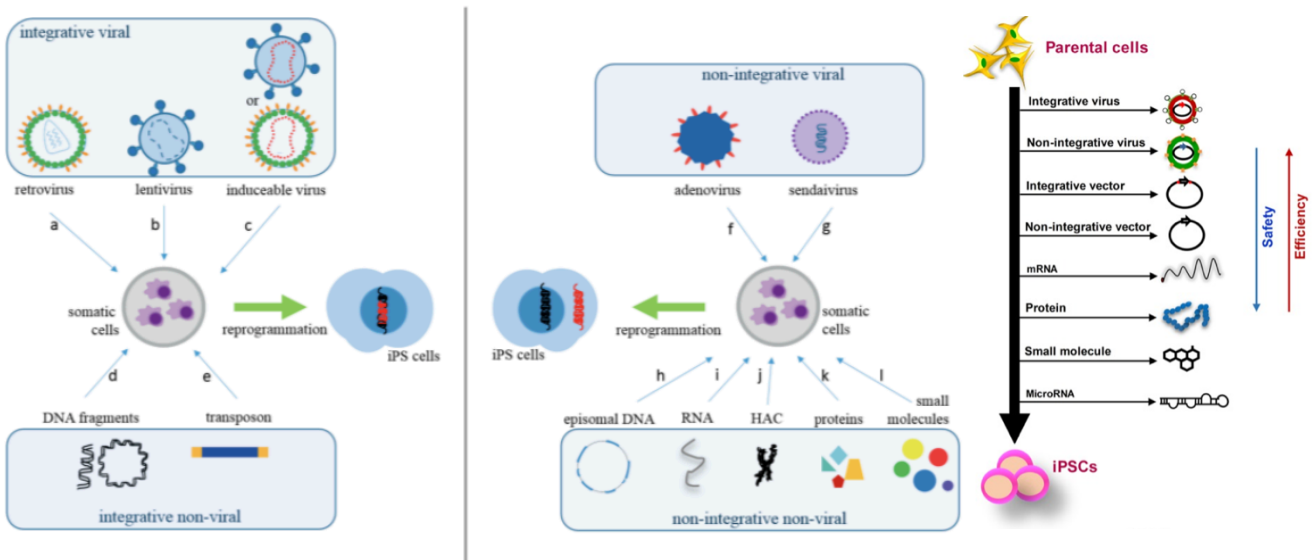 integrative viral
or
retrovirus
lentivirus
induceable virus
a
b
c
somatic
cells
reprogrammation
iPS cells
d
e
DNA fragments
transposon
integrative non-viral
non-integrative viral
adenovirus
sendaivirus
f
g
iPS cells
reprogrammation
somatic
cells
h
i
j
k
l
episomal DNA
RNA
HAC
proteins
small
molecules
non-integrative non-viral
Parental cells
Integrative virus
Non-integrative virus
Integrative vector
Non-integrative vector
mRNA
Protein
Small molecule
MicroRNA
Safety
Efficiency
iPSCs